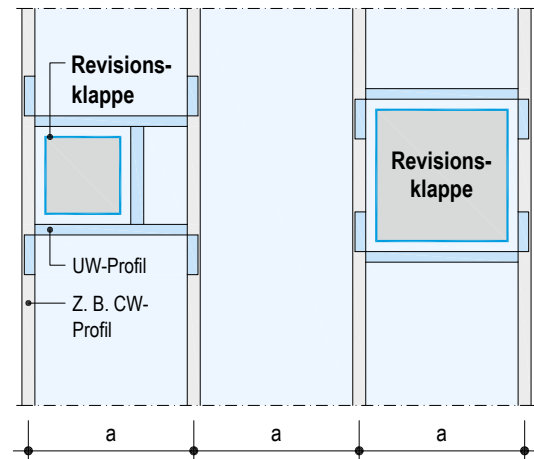 Revisions-
klappe
Revisions-
klappe
UW-Profil
Z. B. CW-
Profil
a
a
a